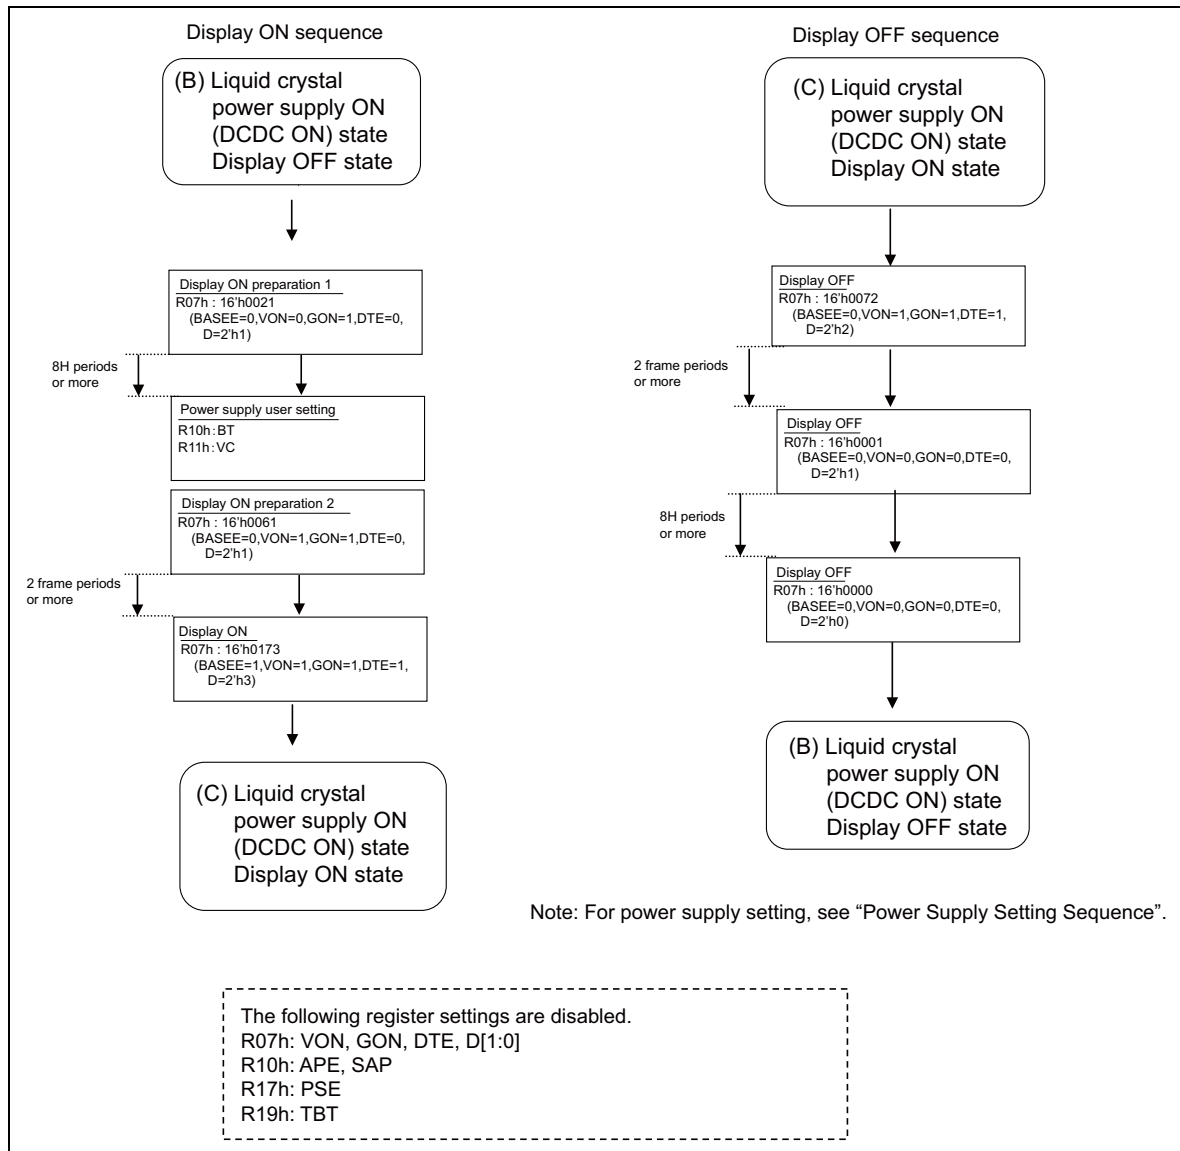 Display ON sequence
(B) Liquid crystal
power supply ON
(DCDC ON) state
Display OFF state
Display ON preparation 1
R07h : 16'h0021
(BASEE=0,VON=0,GON=1,DTE=0,
D=2'h1)
8H periods
or more
Power supply user setting
R10h:BT
R11h:VC
Display ON preparation 2
R07h : 16'h0061
(BASEE=0,VON=1,GON=1,DTE=0,
D=2'h1)
2 frame periods
or more
Display ON
R07h : 16'h0173
(BASEE=1,VON=1,GON=1,DTE=1,
D=2'h3)
(C) Liquid crystal
power supply ON
(DCDC ON) state
Display ON state
Display OFF sequence
(C) Liquid crystal
power supply ON
(DCDC ON) state
Display ON state
Display OFF
R07h : 16'h0072
(BASEE=0,VON=1,GON=1,DTE=1,
D=2'h2)
2 frame periods
or more
Display OFF
R07h : 16'h0001
(BASEE=0,VON=0,GON=0,DTE=0,
D=2'h1)
8H periods
or more
Display OFF
R07h : 16'h0000
(BASEE=0,VON=0,GON=0,DTE=0,
D=2'h0)
(B) Liquid crystal
power supply ON
(DCDC ON) state
Display OFF state
Note: For power supply setting, see “Power Supply Setting Sequence”.
The following register settings are disabled.
R07h: VON, GON, DTE, D[1:0]
R10h: APE, SAP
R17h: PSE
R19h: TBT